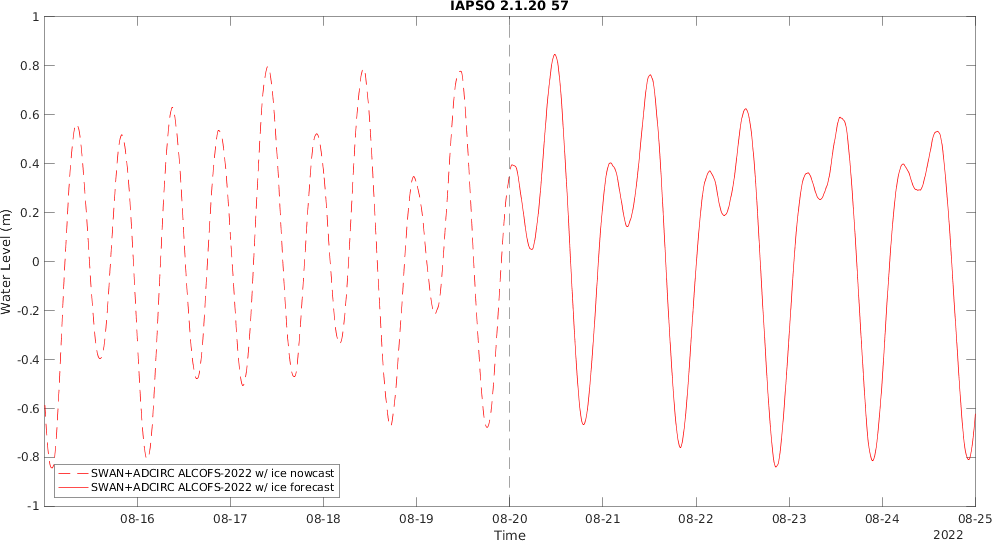 IAPSO 2.1.20 57
Water Level (m)
1
0.8
0.6
0.4
0.2
0
-0.2
-0.4
-0.6
-0.8
-1
SWAN+ADCIRC ALCOFS-2022 w/ ice nowcast
SWAN+ADCIRC ALCOFS-2022 w/ ice forecast
08-16 08-17 08-18 08-19 08-20 08-21 08-22 08-23 08-24 08-25
Time
2022